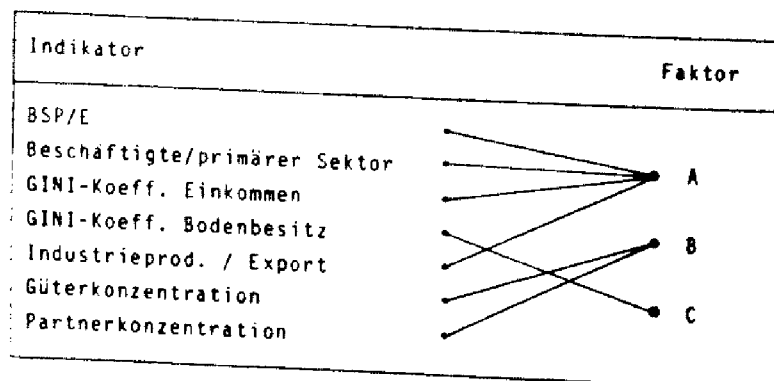 Indikator Faktor
BSP/E
Beschäftigte/primärer Sektor
GINI-Koeff. Einkommen
A
GINI-Koeff. Bodenbesitz
B
Industrieprod. / Export
Güterkonzentration
C
Partnerkonzentration